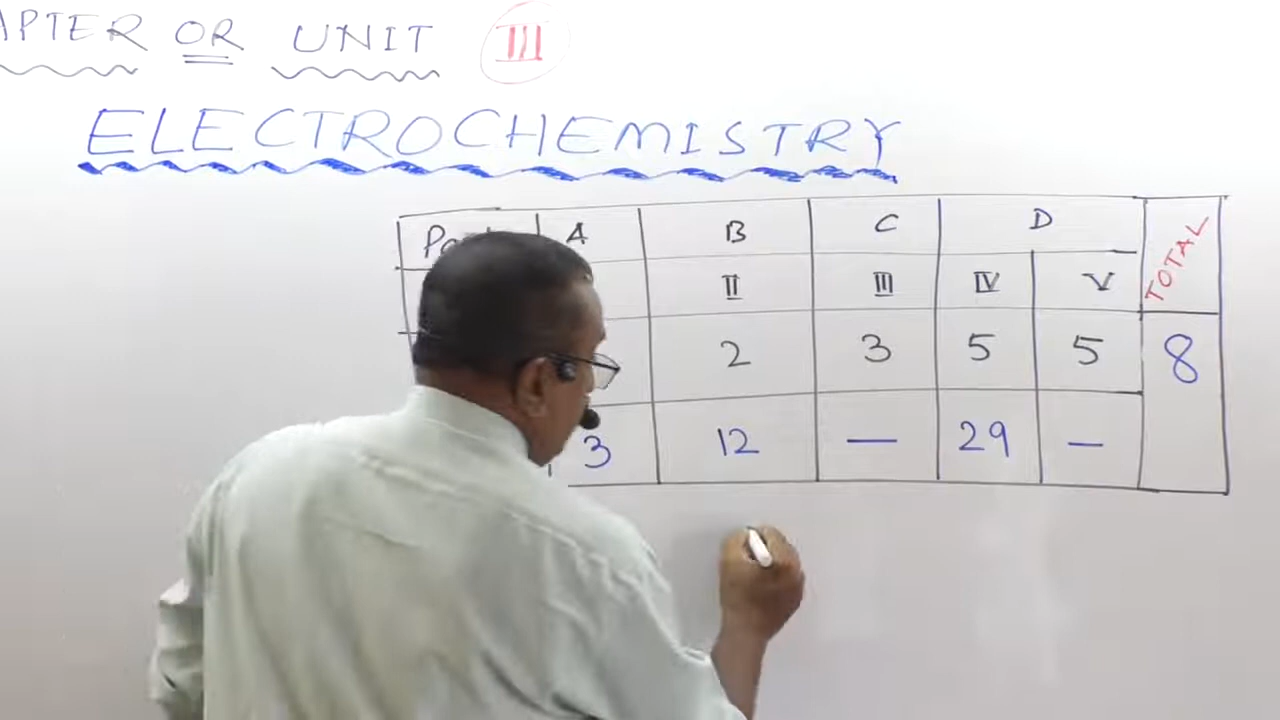 APTER OR UNIT III
ELECTROCHEMISTRY
A B C D TOTAL
II III IV V
2 3 5 5 8
3 12 — 29 —